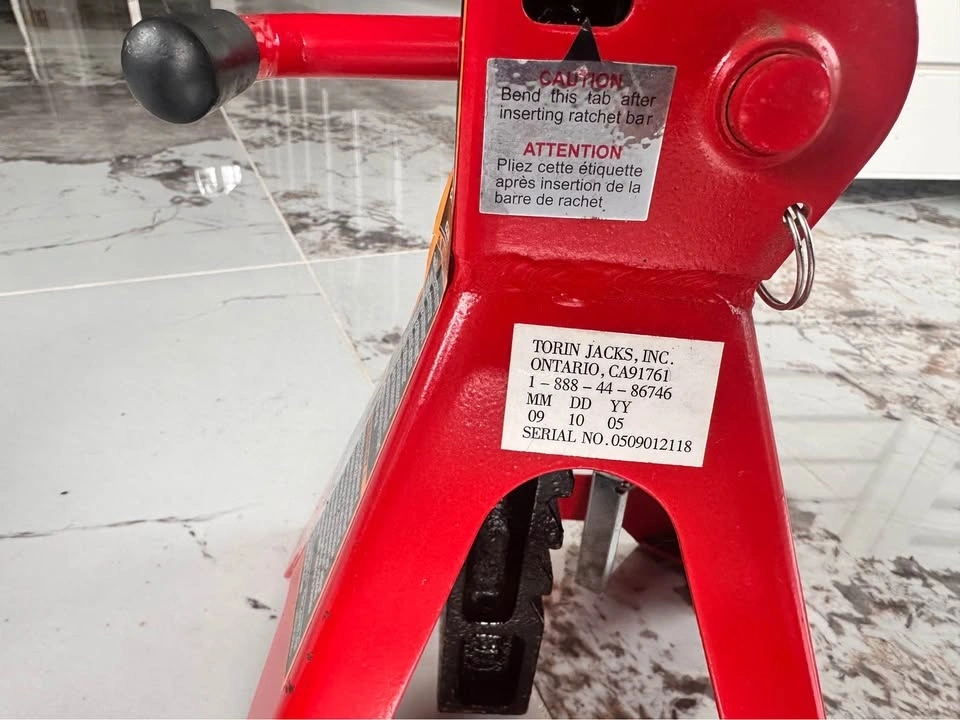 CAUTION
Bend this tab after
inserting ratchet bar
ATTENTION
Pliez cette étiquette
après insertion de la
barre de rachet
TORIN JACKS, INC.
ONTARIO, CA91761
1 – 888 – 44 – 86746
MM DD YY
09 10 05
SERIAL NO.0509012118